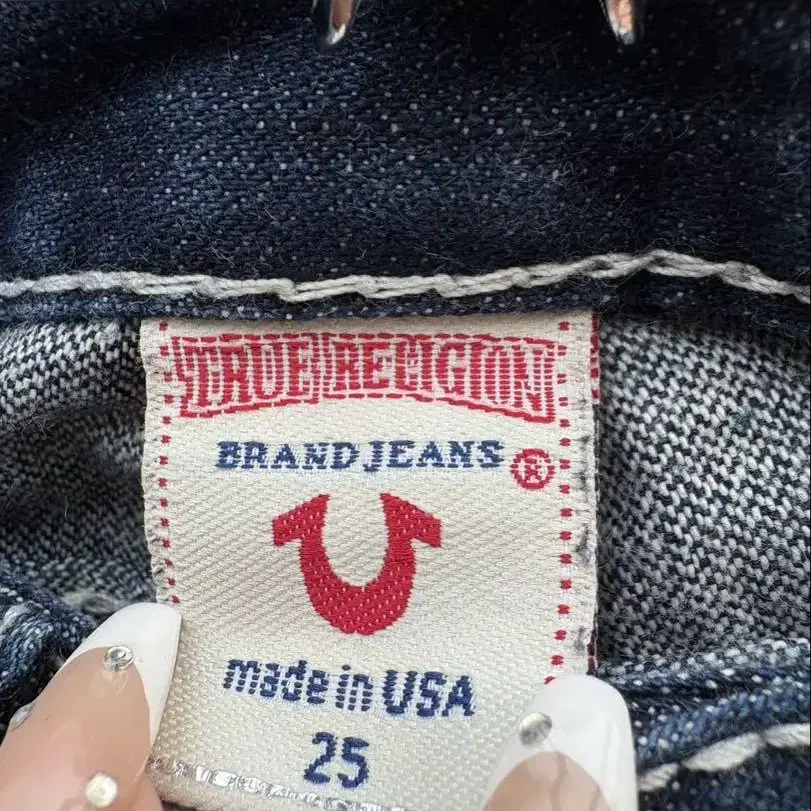 TRUE RELIGION
BRAND JEANS ®
made in USA
25